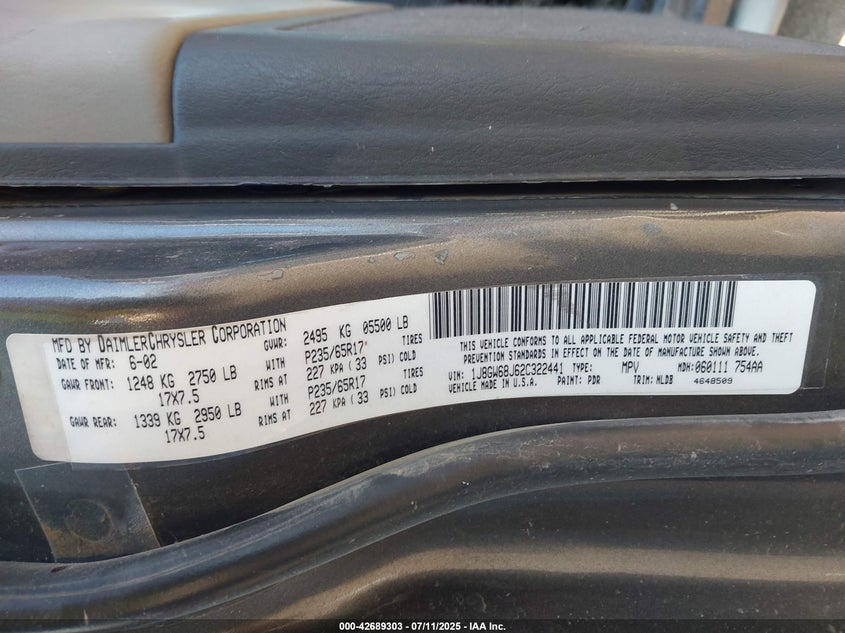 MFD BY DAIMLERCHRYSLER CORPORATION
DATE OF MFR: 6-02 GVWR: 2495 KG 05500 LB
GAWR FRONT: 1248 KG 2750 LB WITH P235/65R17 TIRES
17X7.5 RIMS AT 227 KPA ( 33 PSI) COLD
GAWR REAR: 1339 KG 2950 LB WITH P235/65R17 TIRES
17X7.5 RIMS AT 227 KPA ( 33 PSI) COLD
THIS VEHICLE CONFORMS TO ALL APPLICABLE FEDERAL MOTOR VEHICLE SAFETY AND THEFT
PREVENTION STANDARDS IN EFFECT ON THE DATE OF MANUFACTURE SHOWN ABOVE.
VIN: 1J8GW68J62C322441 TYPE: MPV MDH: 060111 754AA
PAINT: PDR TRIM: NLDB 4648509
000-42689303 / 07/11/2025 - IAA Inc.